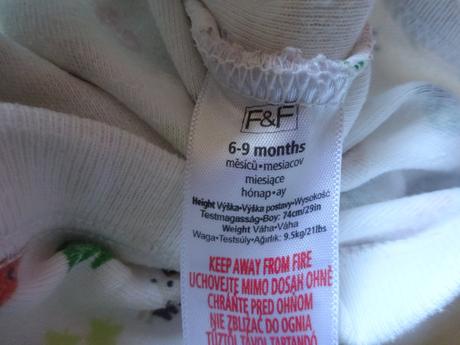 F&F
6-9 months
měsíců•mesiacov
miesiące
hónap•ay
Height Výška•Výška postavy•Wysokość
Testmagasság•Boy: 74cm/29in
Weight Váha•Váha
Waga•Testsúly•Ağırlık: 9.5kg/21lbs
KEEP AWAY FROM FIRE
UCHOVEJTE MIMO DOSAH OHNĚ
CHRÁŇTE PRED OHŇOM
NIE ZBLIŻAĆ DO OGNIA
TŰZTŐL TÁVOL TARTANDÓ